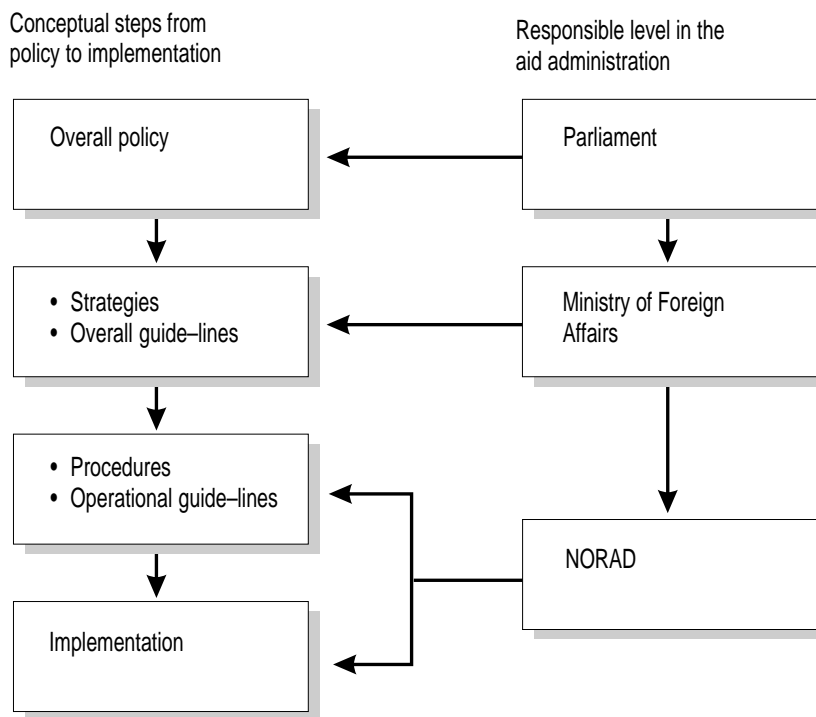 Conceptual steps from
policy to implementation
Responsible level in the
aid administration
Overall policy
Parliament
• Strategies
• Overall guide–lines
Ministry of Foreign
Affairs
• Procedures
• Operational guide–lines
NORAD
Implementation